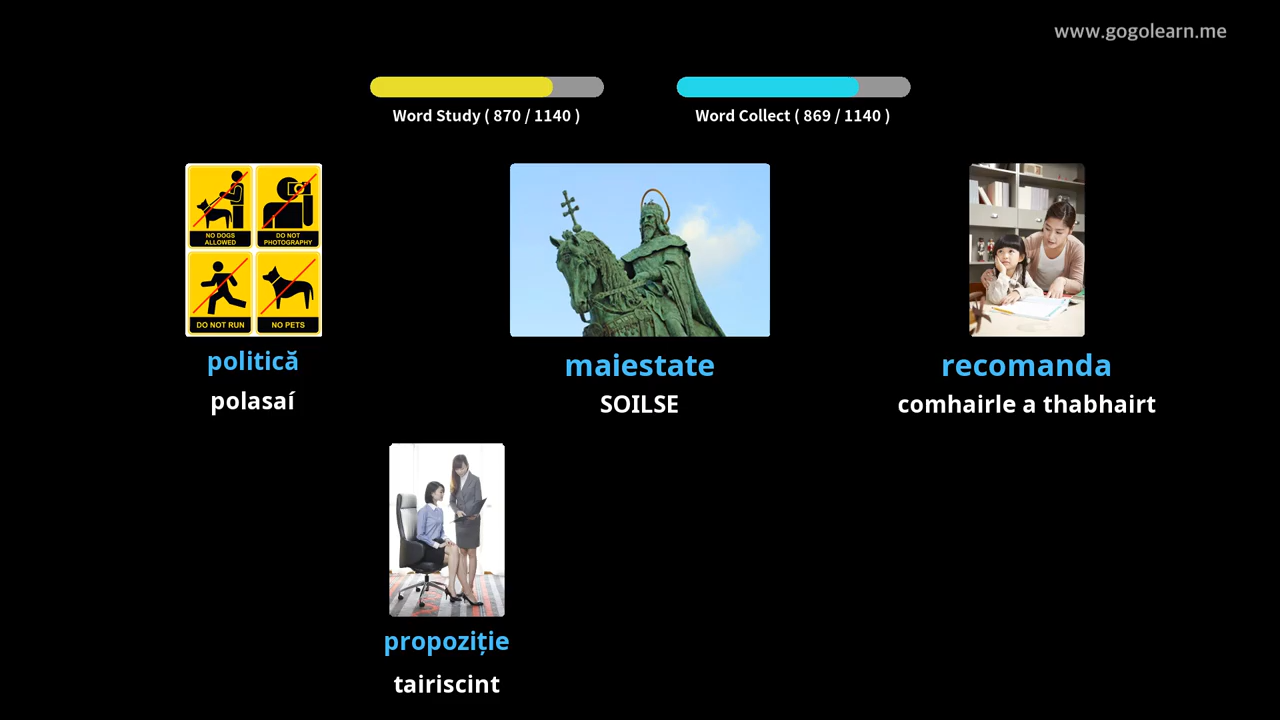 www.gogolearn.me
Word Study ( 870 / 1140 )
Word Collect ( 869 / 1140 )
NO DOGS
ALLOWED
DO NOT
PHOTOGRAPHY
DO NOT RUN
NO PETS
politică
polasaí
maiestate
SOILSE
recomanda
comhairle a thabhairt
propoziție
tairiscint